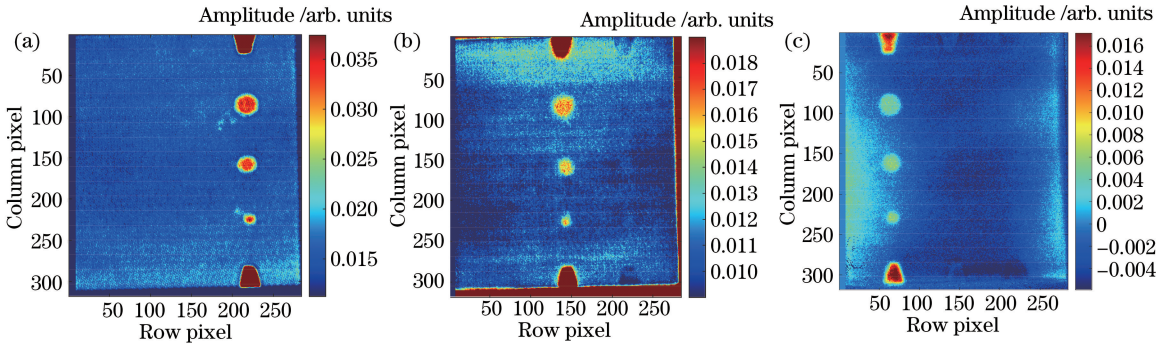 Amplitude /arb. units
(a)
50
100
150
200
250
300
Column pixel
50 100 150 200 250
Row pixel
0.035
0.030
0.025
0.020
0.015
Amplitude /arb. units
(b)
50
100
150
200
250
300
Column pixel
50 100 150 200 250
Row pixel
0.018
0.017
0.016
0.015
0.014
0.013
0.012
0.011
0.010
Amplitude /arb. units
(c)
50
100
150
200
250
300
Column pixel
50 100 150 200 250
Row pixel
0.016
0.014
0.012
0.010
0.008
0.006
0.004
0.002
0
−0.002
−0.004